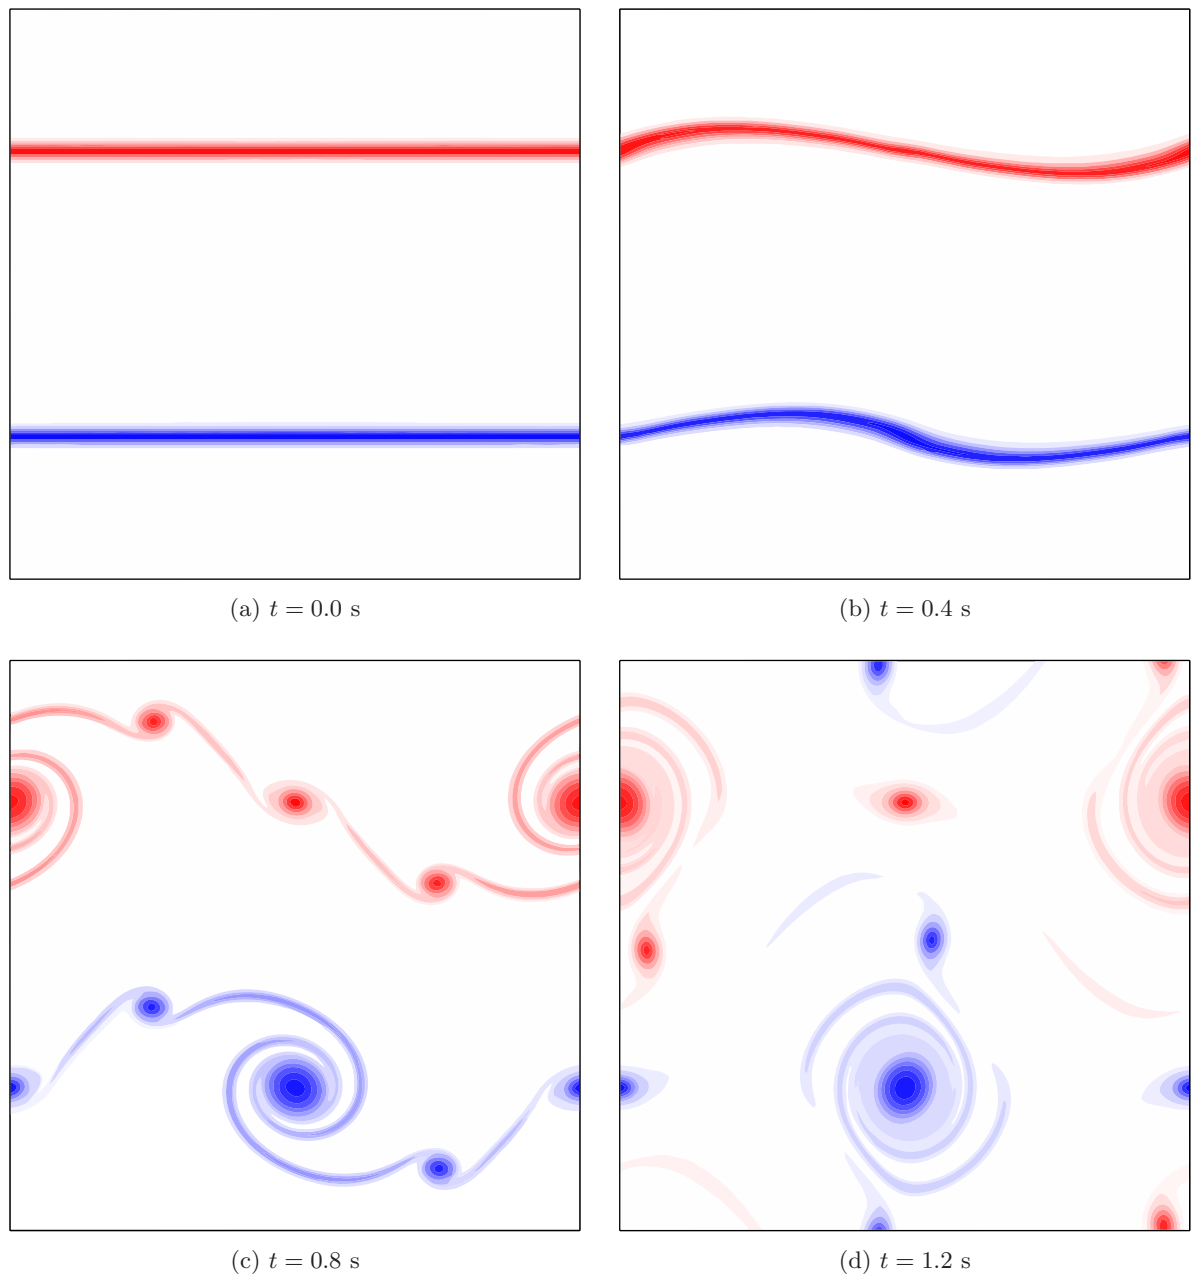 (a) t = 0.0 s
(b) t = 0.4 s
(c) t = 0.8 s
(d) t = 1.2 s